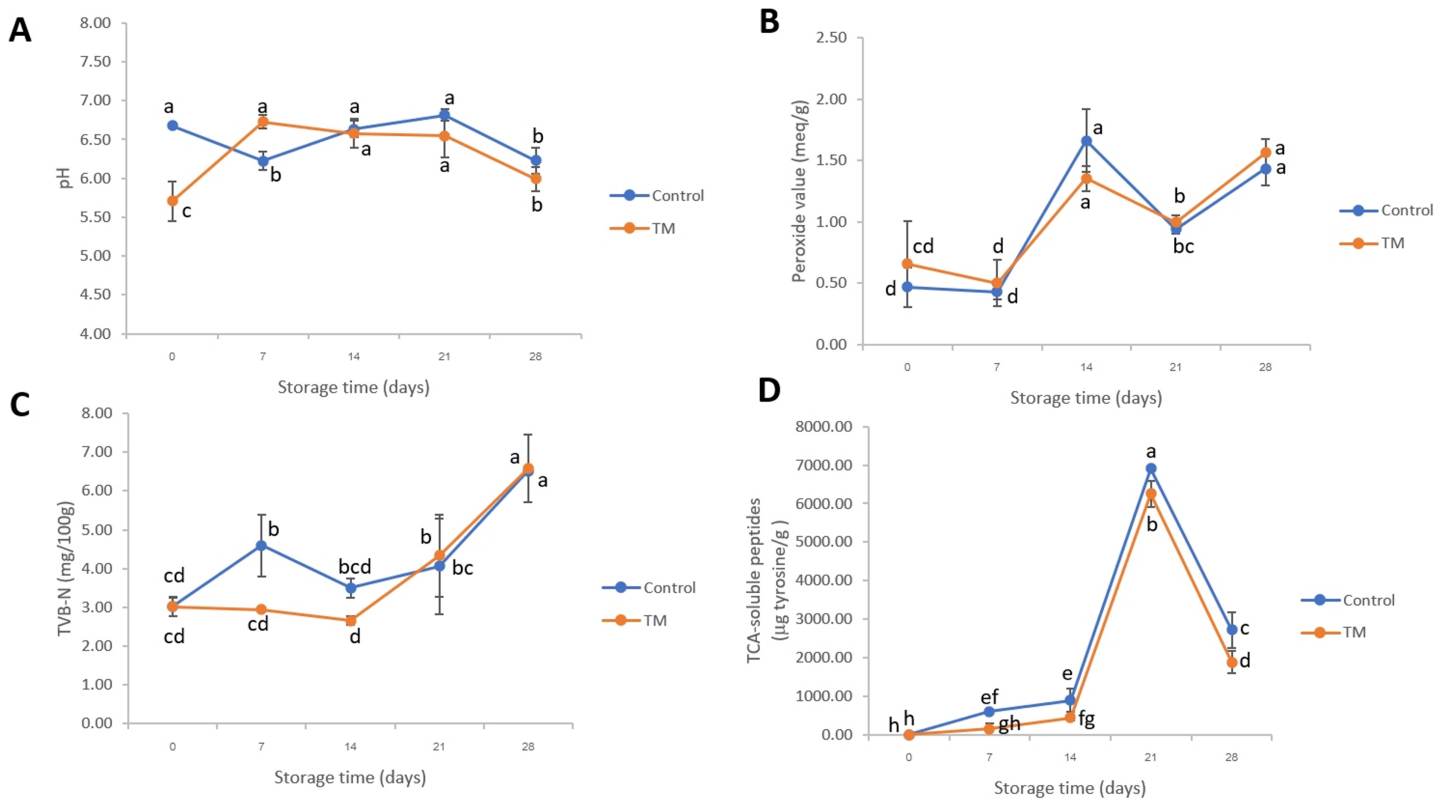 A
8.00
7.50
7.00
6.50
6.00
5.50
5.00
4.50
4.00
pH
a
a
a
a
b
c
b
a
a
b
0
7
14
21
28
Storage time (days)
Control
TM
B
2.50
2.00
1.50
1.00
0.50
0.00
Peroxide value (meq/g)
cd
d
a
b
a
a
d
d
a
bc
0
7
14
21
28
Storage time (days)
Control
TM
C
8.00
7.00
6.00
5.00
4.00
3.00
2.00
1.00
0.00
TVB-N (mg/100g)
cd
b
bcd
b
a
a
cd
cd
d
bc
0
7
14
21
28
Storage time (days)
Control
TM
D
8000.00
7000.00
6000.00
5000.00
4000.00
3000.00
2000.00
1000.00
0.00
TCA-soluble peptides
(µg tyrosine/g )
h
h
ef
gh
e
fg
a
b
c
d
0
7
14
21
28
Storage time (days)
Control
TM